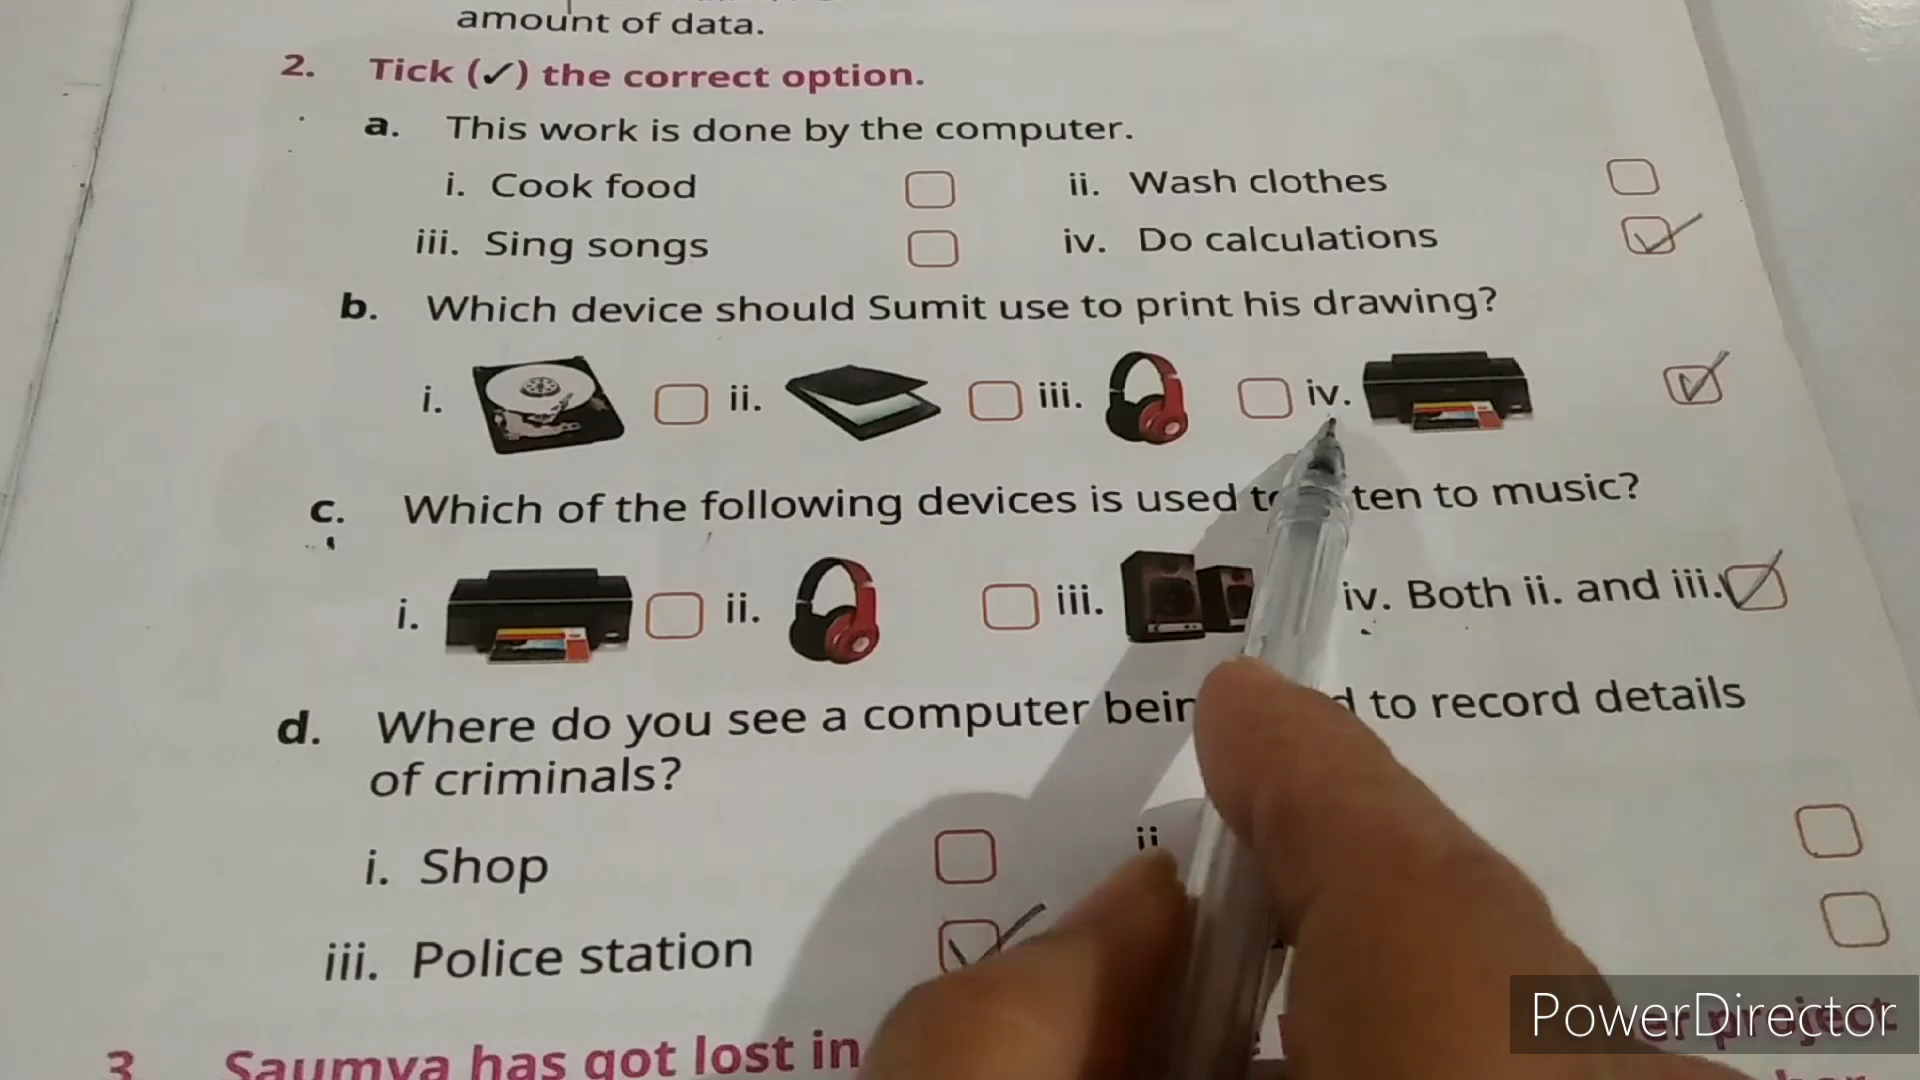 amount of data.
2. Tick (✓) the correct option.
a. This work is done by the computer.
i. Cook food ii. Wash clothes
iii. Sing songs iv. Do calculations
b. Which device should Sumit use to print his drawing?
i. ii. iii. iv.
c. Which of the following devices is used to ten to music?
i. ii. iii. iv. Both ii. and iii.
d. Where do you see a computer to record details
of criminals?
i. Shop ii
iii. Police station
3 Saumya has got lost in project
PowerDirector